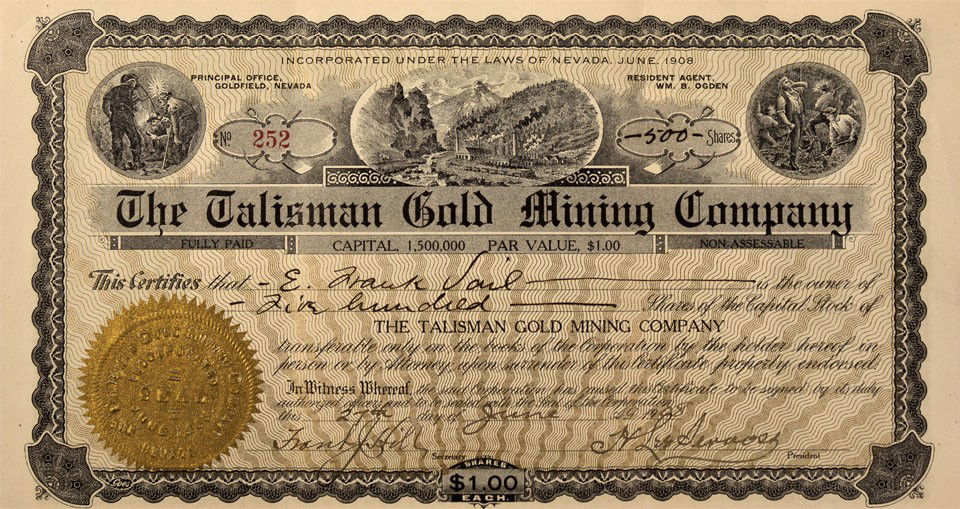 INCORPORATED UNDER THE LAWS OF NEVADA, JUNE, 1908
PRINCIPAL OFFICE,
GOLDFIELD, NEVADA
RESIDENT AGENT,
WM. B. OGDEN
No 252
-500- Shares
The Talisman Gold Mining Company
FULLY PAID
CAPITAL, 1,500,000 PAR VALUE, $1.00
NON-ASSESSABLE
This Certifies that - E. Frank Vail - is the owner of
- Five hundred - Shares of the Capital Stock of
THE TALISMAN GOLD MINING COMPANY
transferable only on the books of the Corporation by the holder hereof in
person or by Attorney upon surrender of this Certificate properly endorsed.
In Witness Whereof, the said Corporation has caused this Certificate to be signed by its duly
authorized officers and to be sealed with the Seal of the Corporation
this 27th day of June 190
Secretary
President
SEAL
Goes
SHARES
$1.00
EACH.